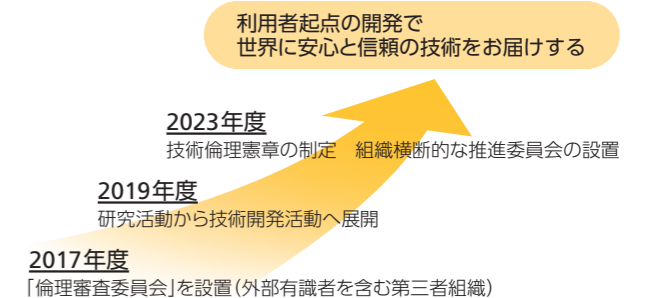 利用者起点の開発で
世界に安心と信頼の技術をお届けする
2023年度
技術倫理憲章の制定　組織横断的な推進委員会の設置
2019年度
研究活動から技術開発活動へ展開
2017年度
「倫理審査委員会」を設置（外部有識者を含む第三者組織）